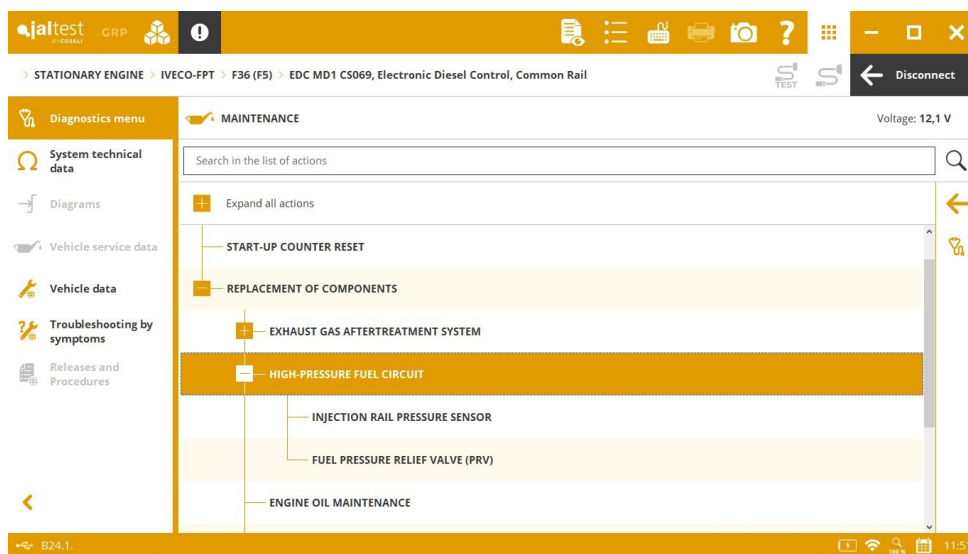 jaltest GRP
BY COJALI
STATIONARY ENGINE > IVECO-FPT > F36 (F5) > EDC MD1 CS069, Electronic Diesel Control, Common Rail
TEST
Disconnect
Diagnostics menu
MAINTENANCE
Voltage: 12,1 V
System technical
data
Search in the list of actions
Diagrams
Expand all actions
Vehicle service data
START-UP COUNTER RESET
Vehicle data
REPLACEMENT OF COMPONENTS
Troubleshooting by
symptoms
EXHAUST GAS AFTERTREATMENT SYSTEM
Releases and
Procedures
HIGH-PRESSURE FUEL CIRCUIT
INJECTION RAIL PRESSURE SENSOR
FUEL PRESSURE RELIEF VALVE (PRV)
ENGINE OIL MAINTENANCE
B24.1.
100 %